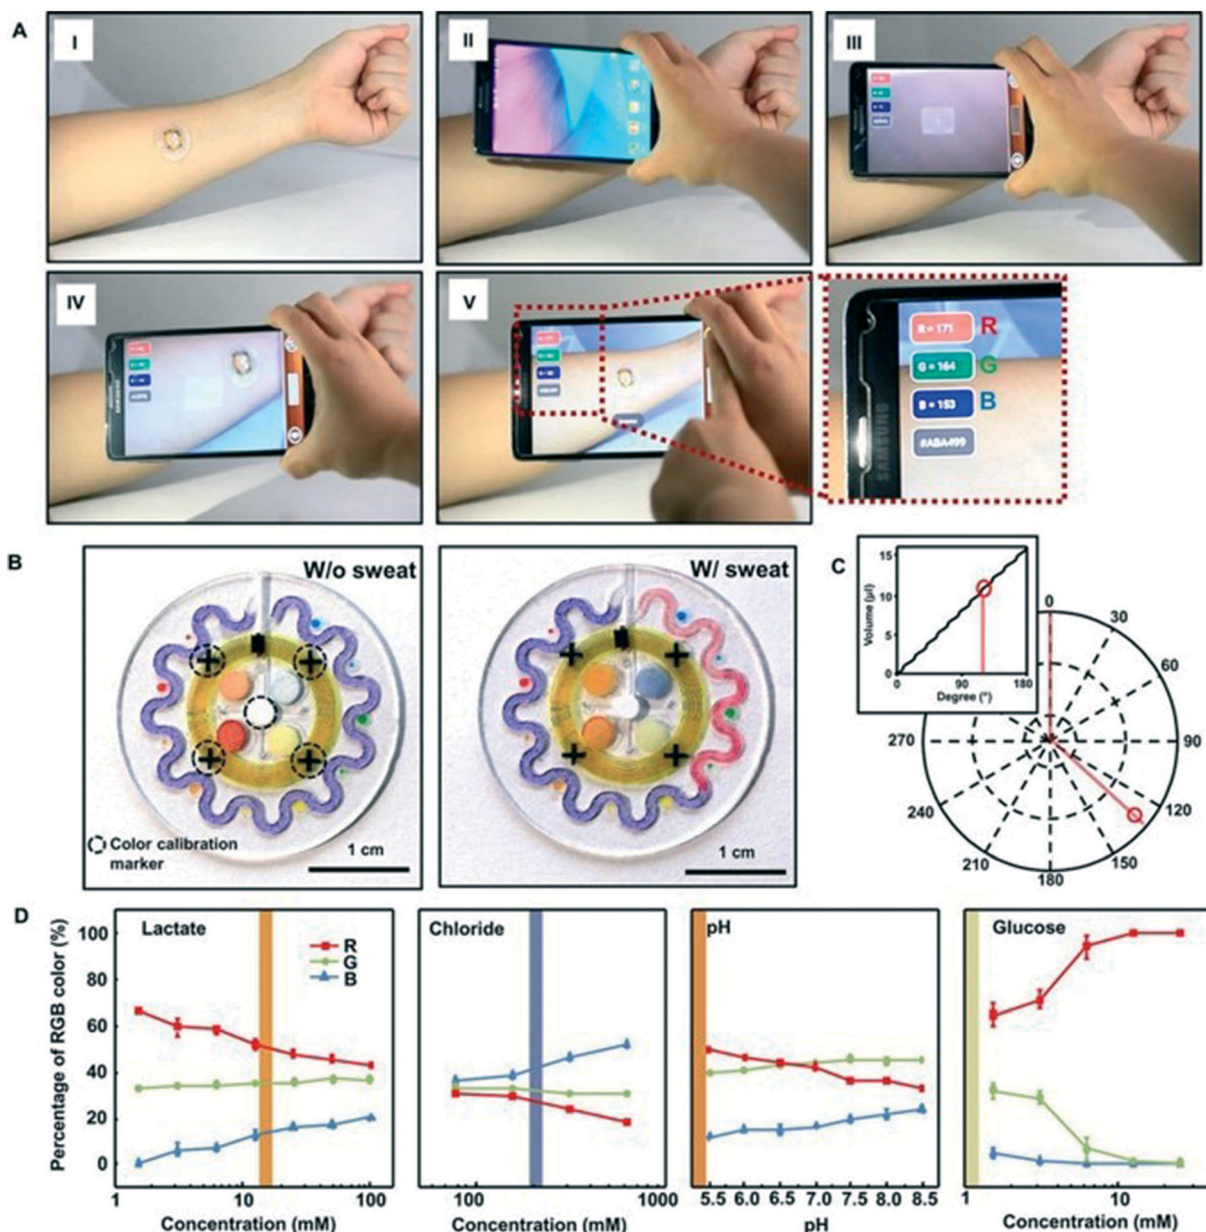 A
I
II
III
IV
V
R = 171 R
G = 164 G
B = 153 B
#ABA499
SAMSUNG
B
W/o sweat
Color calibration
marker
1 cm
W/ sweat
1 cm
C
Volume (µl)
15
10
5
0
0 90 180
Degree (°)
0
30
60
90
120
150
180
210
240
270
D
Percentage of RGB color (%)
100
80
60
40
20
0
Lactate
R
G
B
1 10 100
Concentration (mM)
Chloride
100 1000
Concentration (mM)
pH
5.5 6.0 6.5 7.0 7.5 8.0 8.5
pH
Glucose
1 10
Concentration (mM)